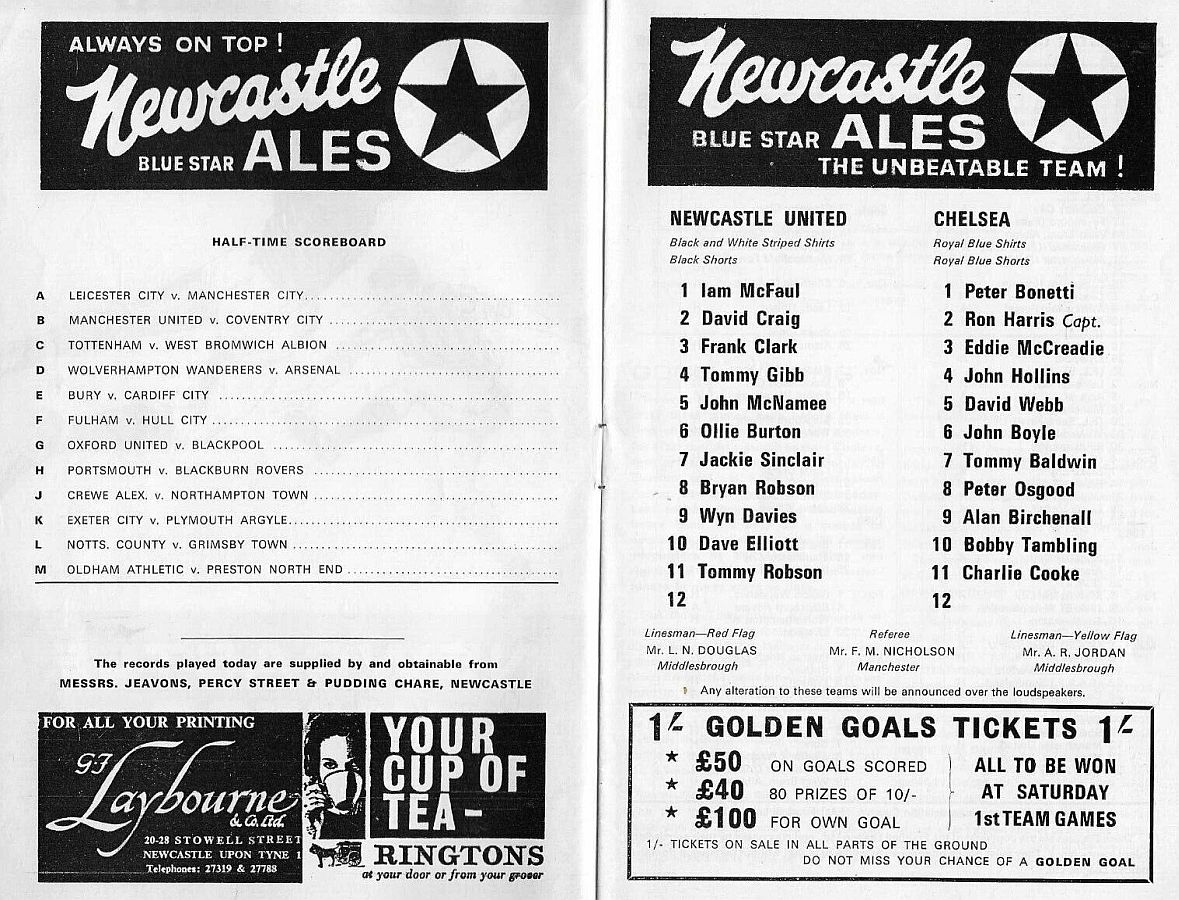 ALWAYS ON TOP !
Newcastle
BLUE STAR ALES
HALF-TIME SCOREBOARD
A LEICESTER CITY v. MANCHESTER CITY
B MANCHESTER UNITED v. COVENTRY CITY
C TOTTENHAM v. WEST BROMWICH ALBION
D WOLVERHAMPTON WANDERERS v. ARSENAL
E BURY v. CARDIFF CITY
F FULHAM v. HULL CITY
G OXFORD UNITED v. BLACKPOOL
H PORTSMOUTH v. BLACKBURN ROVERS
J CREWE ALEX. v. NORTHAMPTON TOWN
K EXETER CITY v. PLYMOUTH ARGYLE
L NOTTS. COUNTY v. GRIMSBY TOWN
M OLDHAM ATHLETIC v. PRESTON NORTH END
The records played today are supplied by and obtainable from
MESSRS. JEAVONS, PERCY STREET & PUDDING CHARE, NEWCASTLE
FOR ALL YOUR PRINTING
G·F Laybourne
& Co. Ltd.
20-28 STOWELL STREET
NEWCASTLE UPON TYNE 1
Telephones: 27319 & 27788
YOUR
CUP OF
TEA -
RINGTONS
at your door or from your grocer
Newcastle
BLUE STAR ALES
THE UNBEATABLE TEAM !
NEWCASTLE UNITED
Black and White Striped Shirts
Black Shorts
1 Iam McFaul
2 David Craig
3 Frank Clark
4 Tommy Gibb
5 John McNamee
6 Ollie Burton
7 Jackie Sinclair
8 Bryan Robson
9 Wyn Davies
10 Dave Elliott
11 Tommy Robson
12
CHELSEA
Royal Blue Shirts
Royal Blue Shorts
1 Peter Bonetti
2 Ron Harris Capt.
3 Eddie McCreadie
4 John Hollins
5 David Webb
6 John Boyle
7 Tommy Baldwin
8 Peter Osgood
9 Alan Birchenall
10 Bobby Tambling
11 Charlie Cooke
12
Linesman—Red Flag
Mr. L. N. DOUGLAS
Middlesbrough
Referee
Mr. F. M. NICHOLSON
Manchester
Linesman—Yellow Flag
Mr. A. R. JORDAN
Middlesbrough
Any alteration to these teams will be announced over the loudspeakers.
1/- GOLDEN GOALS TICKETS 1/-
★ £50 ON GOALS SCORED
★ £40 80 PRIZES OF 10/-
★ £100 FOR OWN GOAL
ALL TO BE WON
AT SATURDAY
1st TEAM GAMES
1/- TICKETS ON SALE IN ALL PARTS OF THE GROUND
DO NOT MISS YOUR CHANCE OF A GOLDEN GOAL